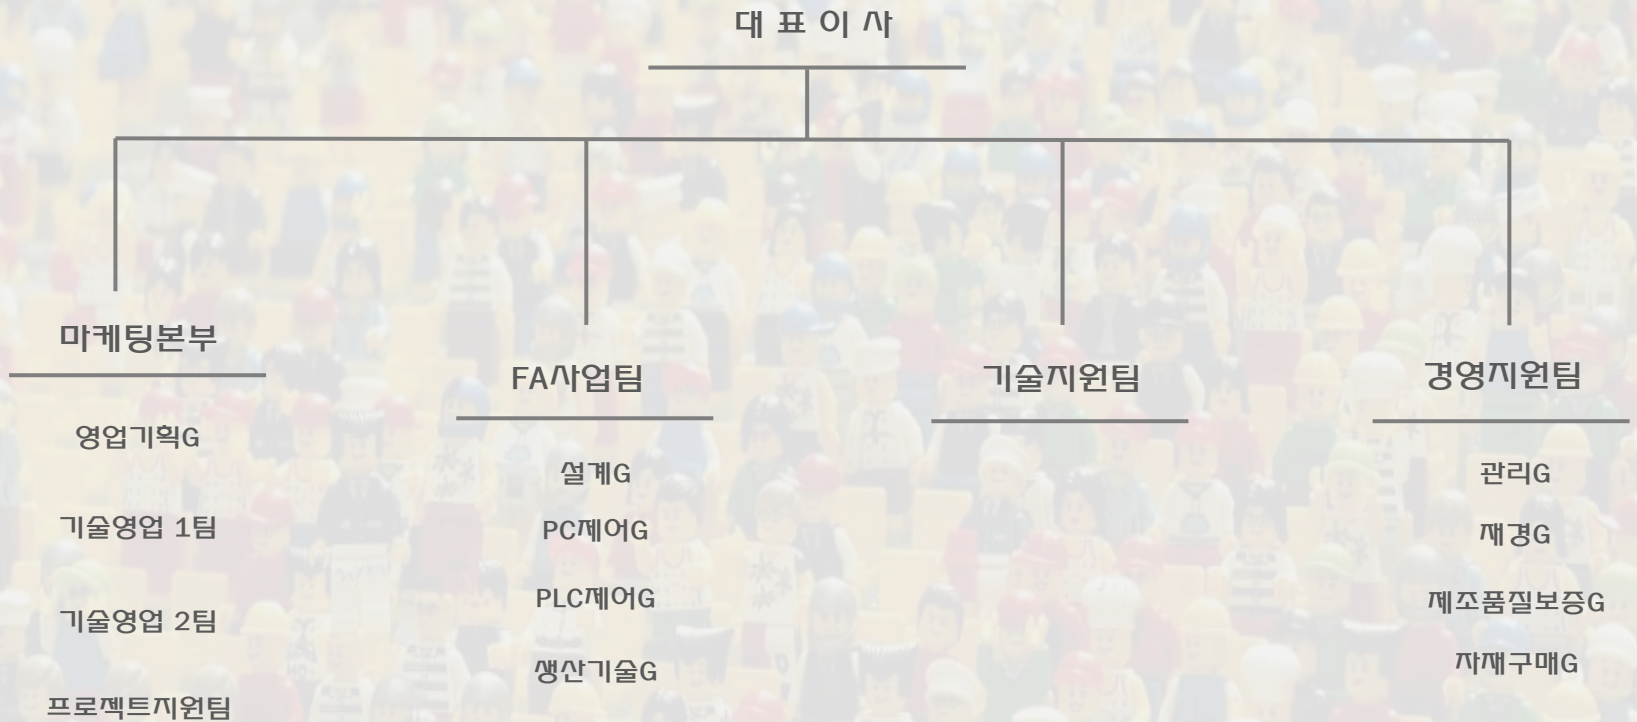 대 표 이 사
마케팅본부
영업기획G
기술영업 1팀
기술영업 2팀
프로젝트지원팀
FA사업팀
설계G
PC제어G
PLC제어G
생산기술G
기술지원팀
경영지원팀
관리G
재경G
제조품질보증G
자재구매G